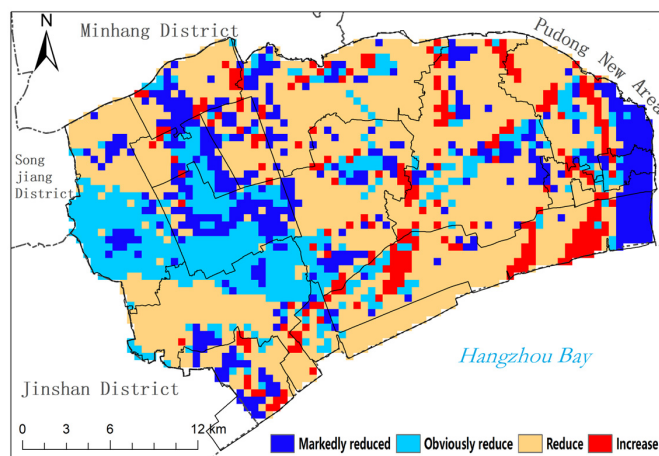 N
Minhang District
Pudong New Area
Song
jiang
District
Hangzhou Bay
Jinshan District
0 3 6 12 km
Markedly reduced Obviously reduce Reduce Increase